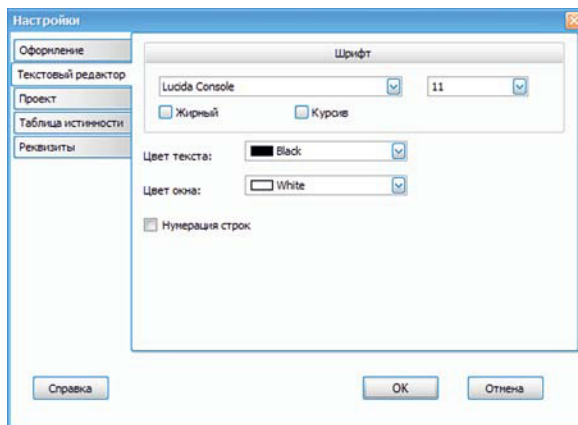 Настройки
Оформление
Текстовый редактор
Проект
Таблица истинности
Реквизиты
Шрифт
Lucida Console
11
Жирный
Курсив
Цвет текста:
Black
Цвет окна:
White
Нумерация строк
Справка
OK
Отмена